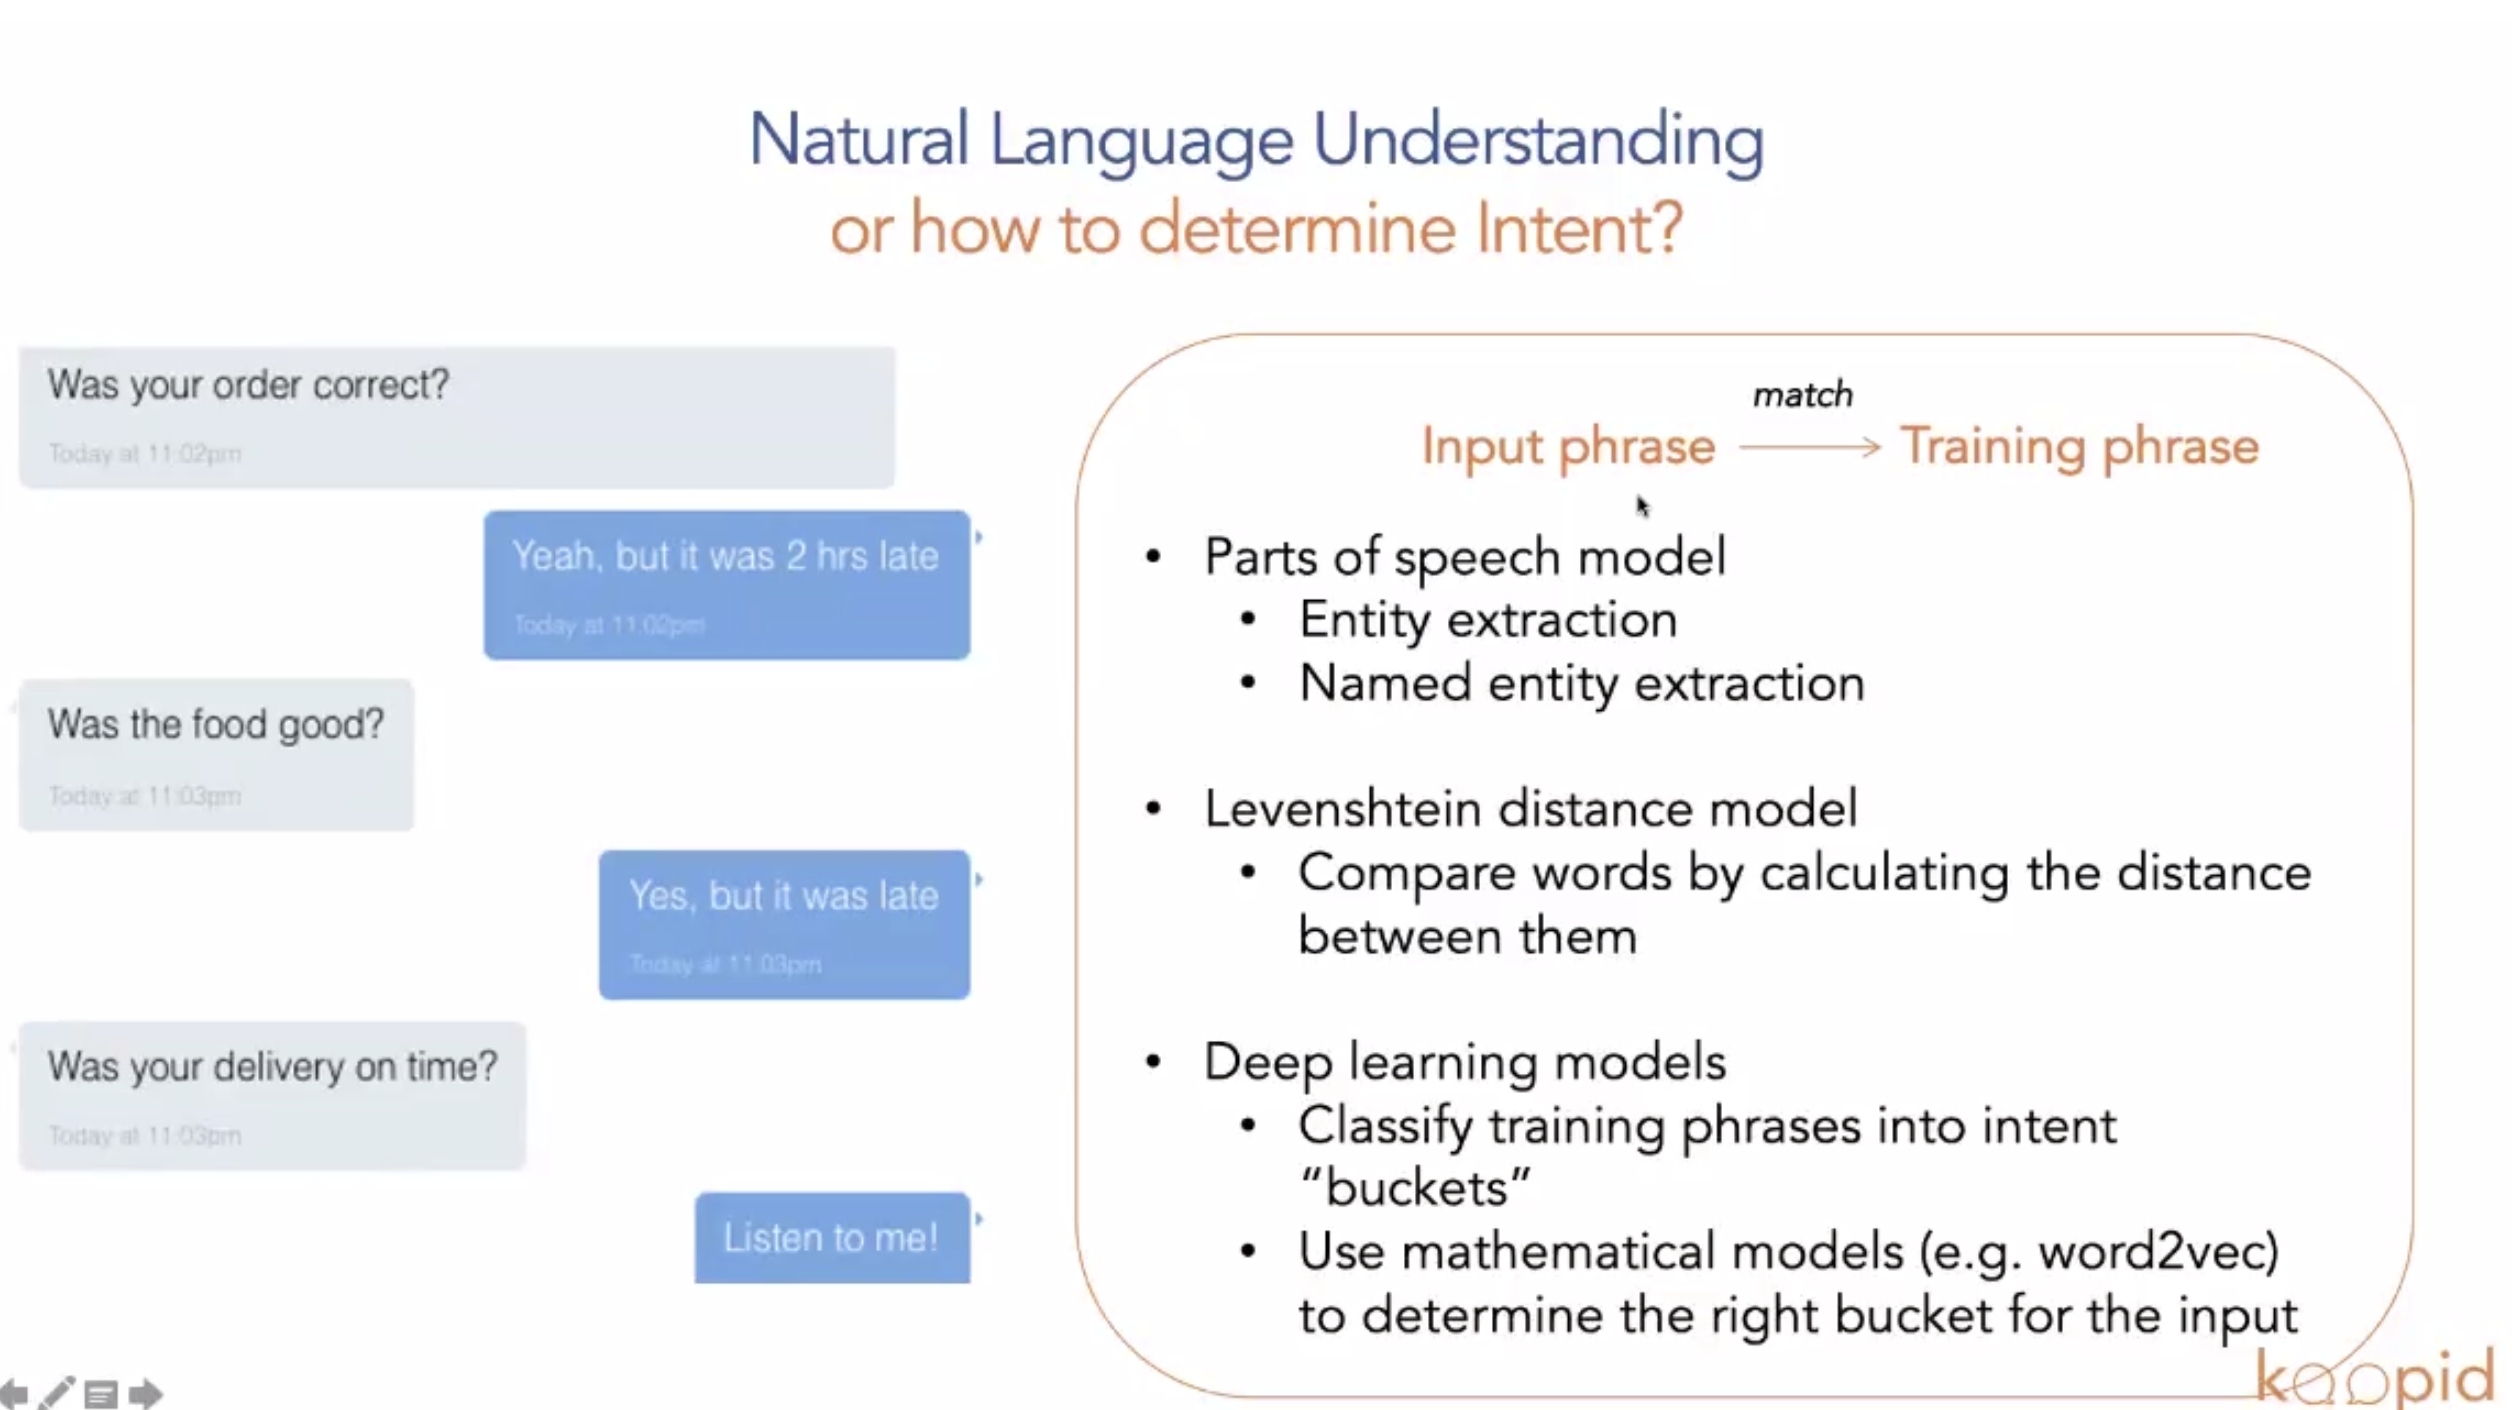 Natural Language Understanding
or how to determine Intent?
Was your order correct?
Today at 11:02pm
Yeah, but it was 2 hrs late
Today at 11:02pm
Was the food good?
Today at 11:03pm
Yes, but it was late
Today at 11:03pm
Was your delivery on time?
Today at 11:03pm
Listen to me!
match
Input phrase → Training phrase
• Parts of speech model
• Entity extraction
• Named entity extraction
• Levenshtein distance model
• Compare words by calculating the distance
between them
• Deep learning models
• Classify training phrases into intent
“buckets”
• Use mathematical models (e.g. word2vec)
to determine the right bucket for the input
koopid